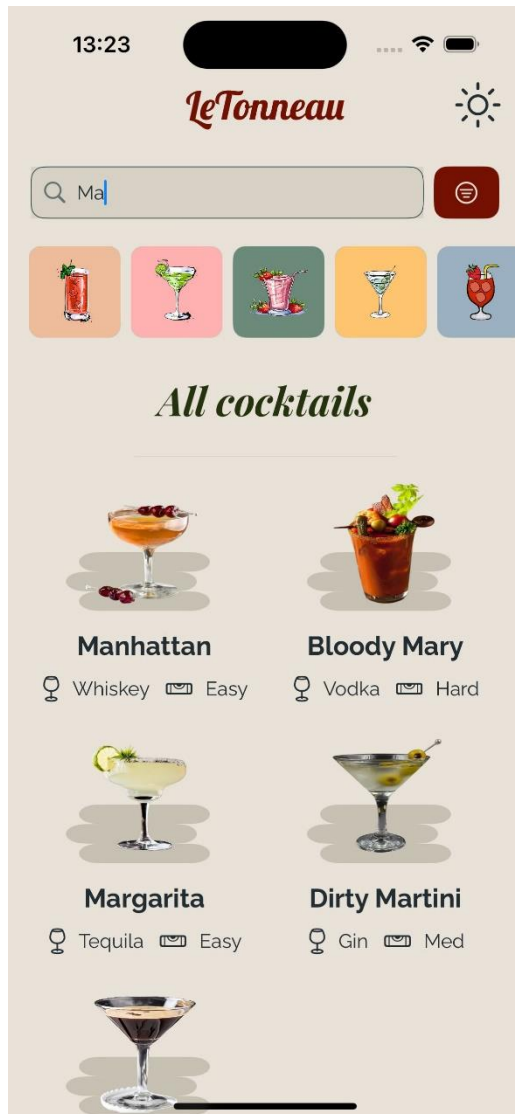 13:23
LeTonneau
Ma
All cocktails
Manhattan
Bloody Mary
Whiskey Easy
Vodka Hard
Margarita
Dirty Martini
Tequila Easy
Gin Med